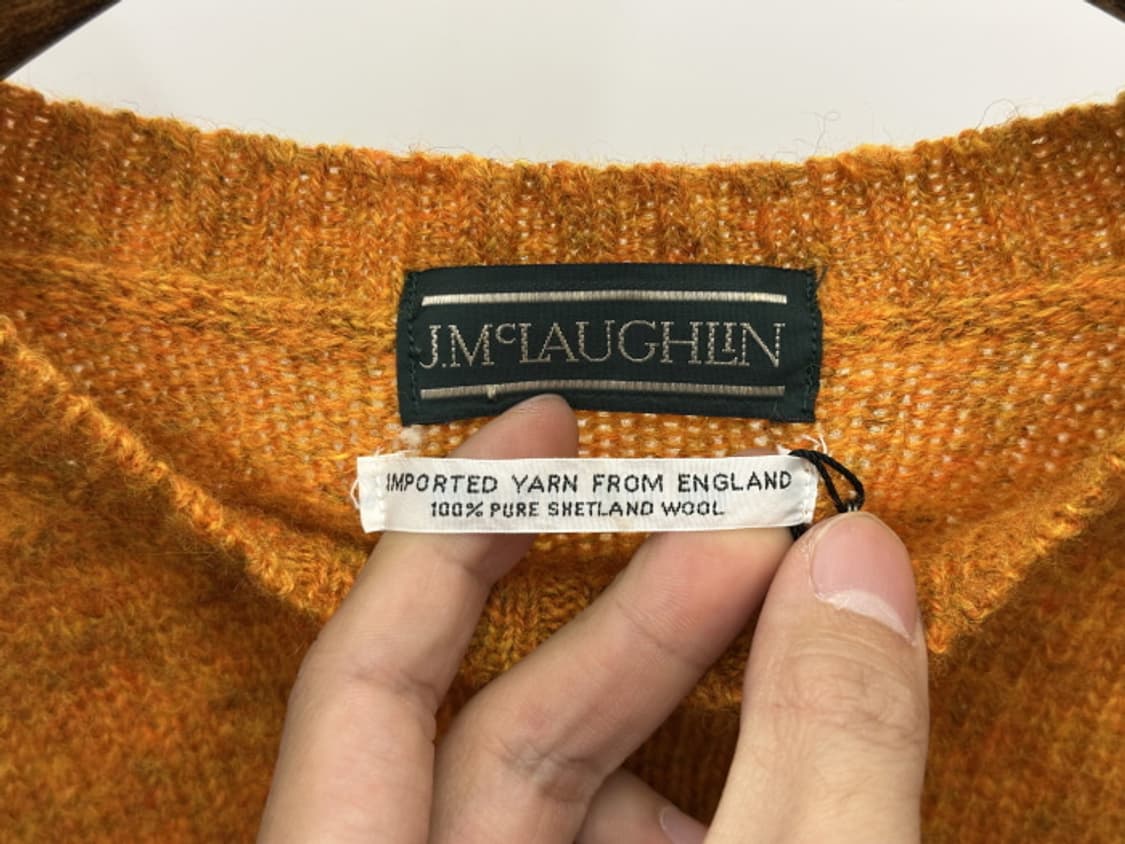 J.McLAUGHLIN
IMPORTED YARN FROM ENGLAND
100% PURE SHETLAND WOOL